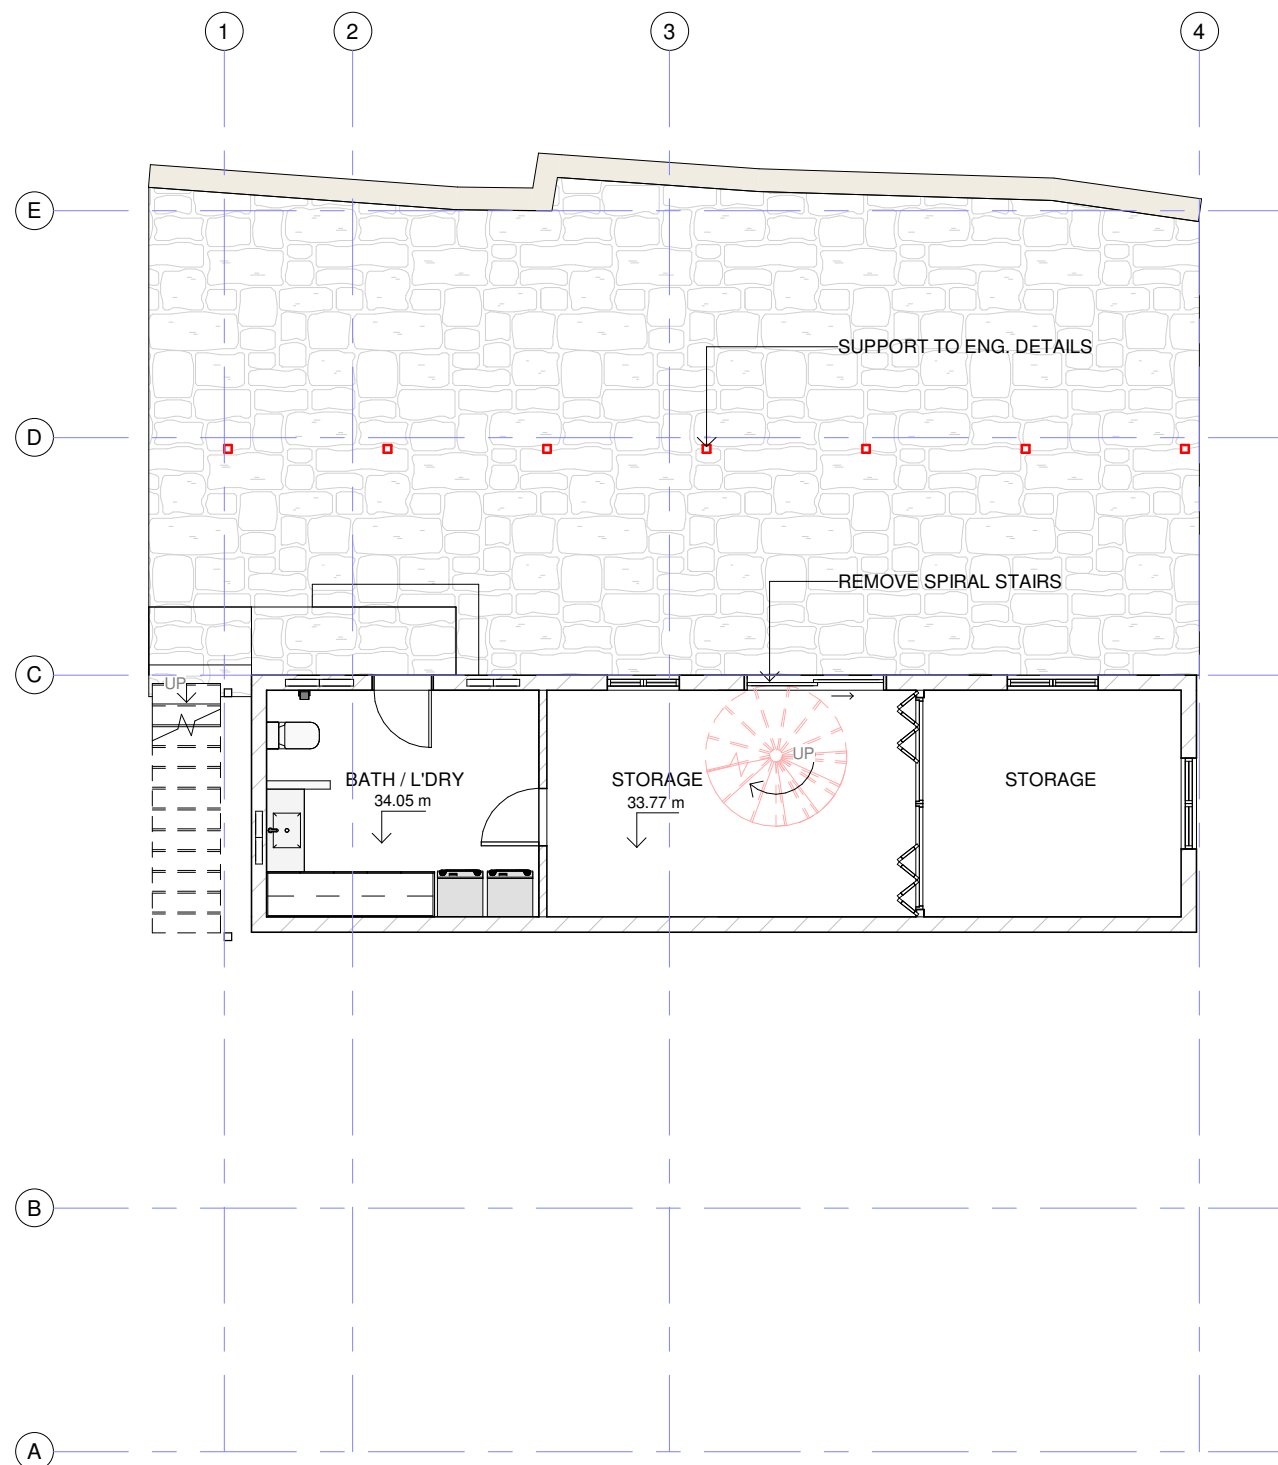 1
2
3
4
E
SUPPORT TO ENG. DETAILS
D
REMOVE SPIRAL STAIRS
C
UP
UP
BATH / L'DRY
34.05 m
STORAGE
33.77 m
STORAGE
B
A